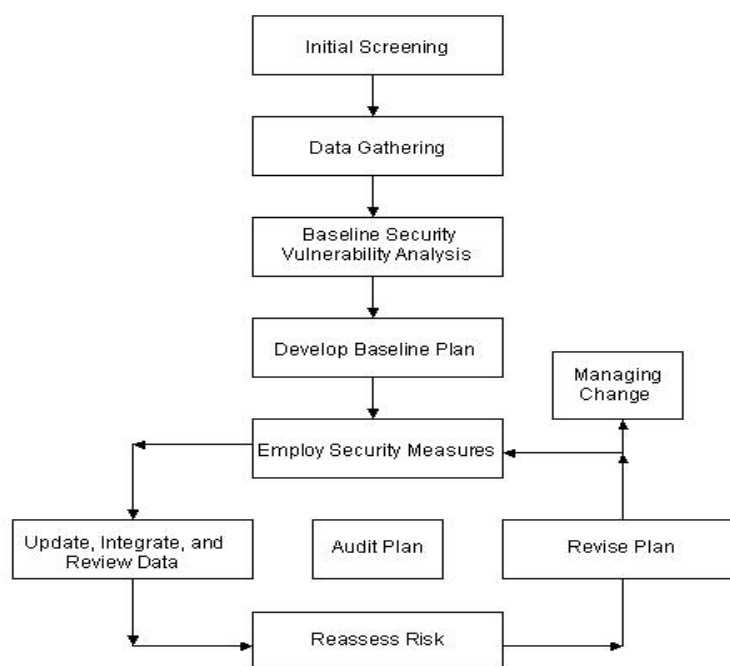 Initial Screening
Data Gathering
Baseline Security
Vulnerability Analysis
Develop Baseline Plan
Managing
Change
Employ Security Measures
Update, Integrate, and
Review Data
Audit Plan
Revise Plan
Reassess Risk